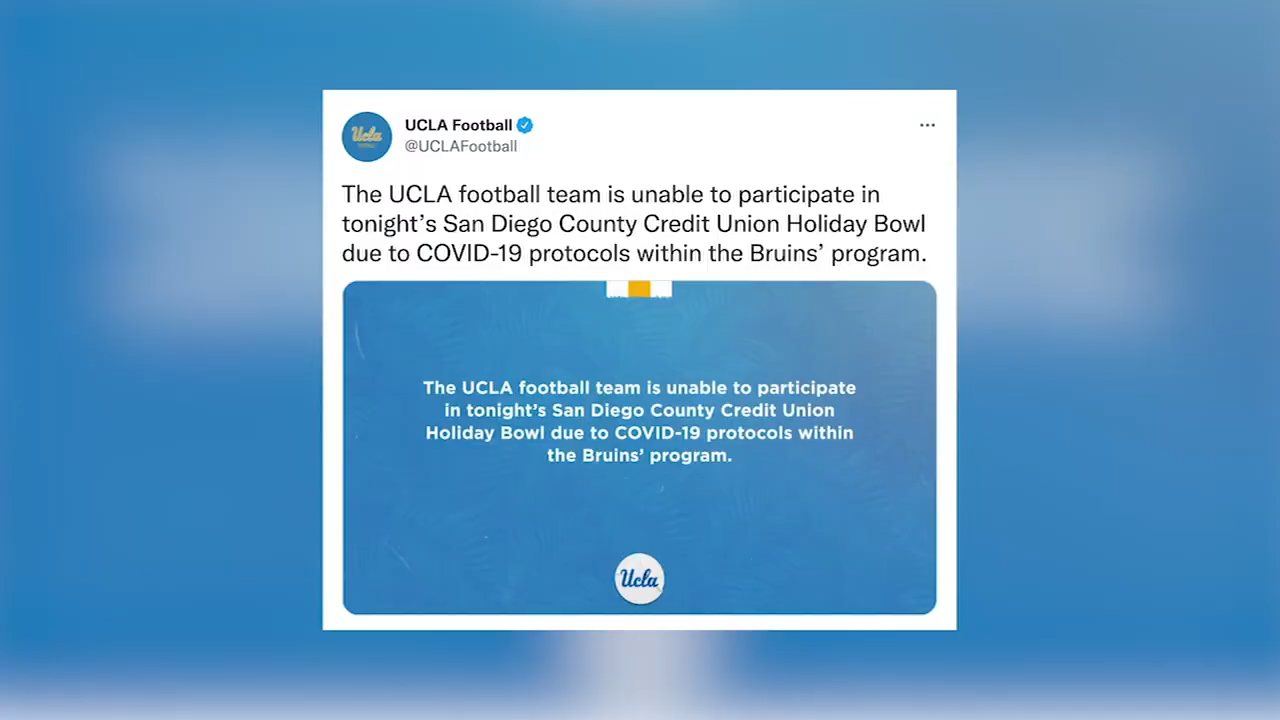 Ucla
UCLA Football
@UCLAFootball
The UCLA football team is unable to participate in
tonight’s San Diego County Credit Union Holiday Bowl
due to COVID-19 protocols within the Bruins’ program.
The UCLA football team is unable to participate
in tonight’s San Diego County Credit Union
Holiday Bowl due to COVID-19 protocols within
the Bruins’ program.
Ucla